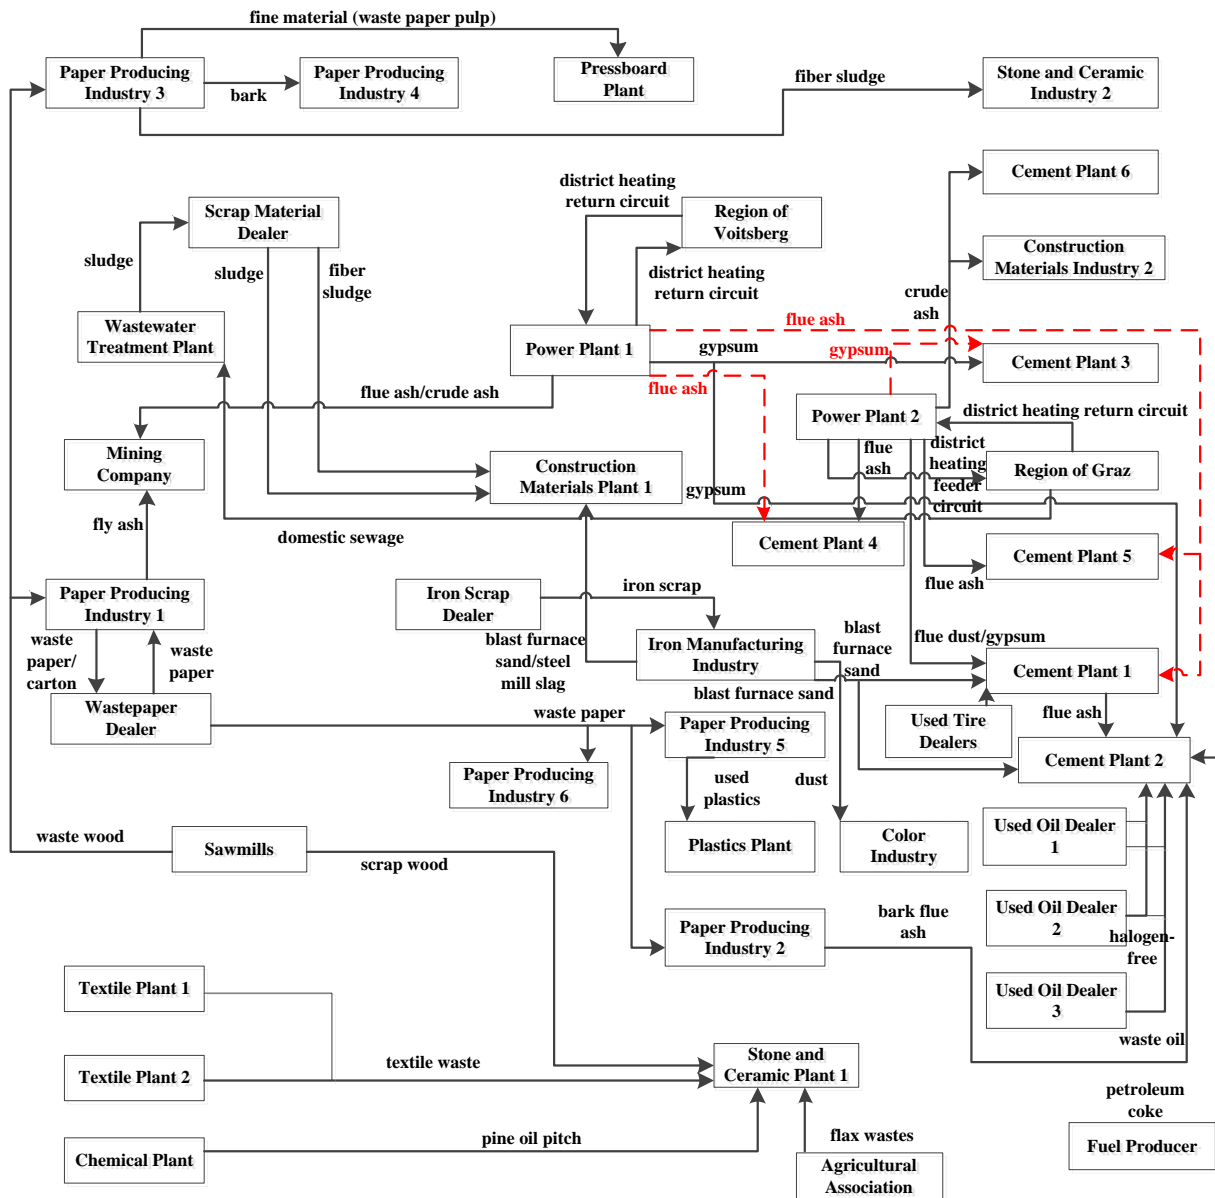 fine material (waste paper pulp)
Paper Producing
Industry 3
bark
Paper Producing
Industry 4
Pressboard
Plant
fiber sludge
Stone and Ceramic
Industry 2
Cement Plant 6
district heating
return circuit
Scrap Material
Dealer
Region of
Voitsberg
sludge
sludge
fiber
sludge
district heating
return circuit
Construction
Materials Industry 2
crude
ash
Wastewater
Treatment Plant
flue ash
Power Plant 1
gypsum
gypsum
Cement Plant 3
flue ash/crude ash
flue ash
Power Plant 2
district heating return circuit
Mining
Company
Construction
Materials Plant 1
gypsum
flue
ash
district
heating
feeder
circuit
Region of Graz
fly ash
domestic sewage
Cement Plant 4
Cement Plant 5
flue ash
Paper Producing
Industry 1
Iron Scrap
Dealer
iron scrap
waste
paper/
carton
waste
paper
blast furnace
sand/steel
mill slag
Iron Manufacturing
Industry
blast
furnace
sand
flue dust/gypsum
Cement Plant 1
blast furnace sand
Wastepaper
Dealer
waste paper
Paper Producing
Industry 5
Used Tire
Dealers
flue ash
Cement Plant 2
Paper Producing
Industry 6
used
plastics
dust
waste wood
Sawmills
scrap wood
Plastics Plant
Color
Industry
Used Oil Dealer
1
bark flue
ash
Used Oil Dealer
2
halogen-
free
Paper Producing
Industry 2
Textile Plant 1
Used Oil Dealer
3
waste oil
Textile Plant 2
textile waste
Stone and
Ceramic Plant 1
petroleum
coke
Chemical Plant
pine oil pitch
flax wastes
Fuel Producer
Agricultural
Association